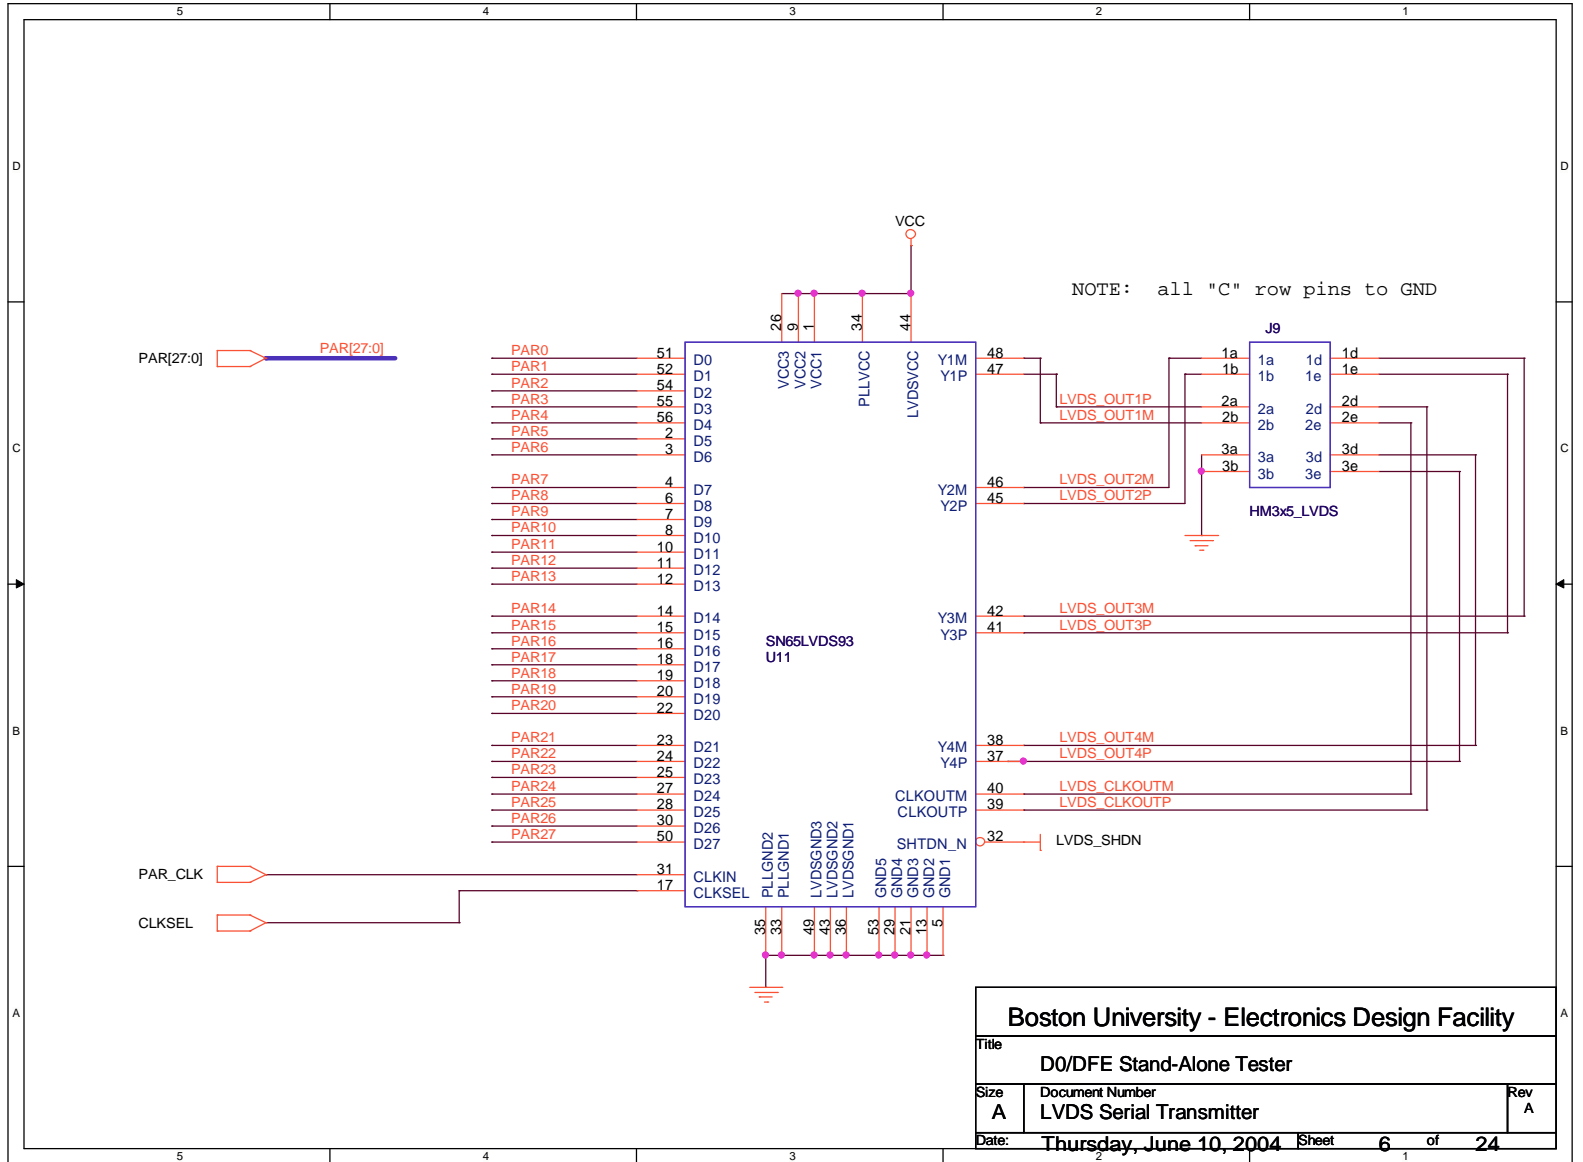 5 4 3 2 1
D D
C C
B B
A A
VCC
NOTE: all "C" row pins to GND
J9
PAR[27:0] PAR[27:0]
26 9 1 34 44
VCC3 VCC2 VCC1 PLLVCC LVDSVCC
PAR0 51 D0
PAR1 52 D1
PAR2 54 D2
PAR3 55 D3
PAR4 56 D4
PAR5 2 D5
PAR6 3 D6
PAR7 4 D7
PAR8 6 D8
PAR9 7 D9
PAR10 8 D10
PAR11 10 D11
PAR12 11 D12
PAR13 12 D13
PAR14 14 D14
PAR15 15 D15
PAR16 16 D16
PAR17 18 D17
PAR18 19 D18
PAR19 20 D19
PAR20 22 D20
PAR21 23 D21
PAR22 24 D22
PAR23 25 D23
PAR24 27 D24
PAR25 28 D25
PAR26 30 D26
PAR27 50 D27
PAR_CLK 31 CLKIN
CLKSEL 17 CLKSEL
SN65LVDS93
U11
Y1M 48
Y1P 47
LVDS_OUT1P
LVDS_OUT1M
Y2M 46 LVDS_OUT2M
Y2P 45 LVDS_OUT2P
Y3M 42 LVDS_OUT3M
Y3P 41 LVDS_OUT3P
Y4M 38 LVDS_OUT4M
Y4P 37 LVDS_OUT4P
CLKOUTM 40 LVDS_CLKOUTM
CLKOUTP 39 LVDS_CLKOUTP
SHTDN_N 32 LVDS_SHDN
PLLGND2 PLLGND1 LVDSGND3 LVDSGND2 LVDSGND1 GND5 GND4 GND3 GND2 GND1
35 33 49 43 36 53 29 21 13 5
1a 1a 1d 1d
1b 1b 1e 1e
2a 2a 2d 2d
2b 2b 2e 2e
3a 3a 3d 3d
3b 3b 3e 3e
HM3x5_LVDS
Boston University - Electronics Design Facility
Title
D0/DFE Stand-Alone Tester
Size Document Number Rev
A LVDS Serial Transmitter A
Date: Thursday, June 10, 2004 Sheet 6 of 24
5 4 3 2 1